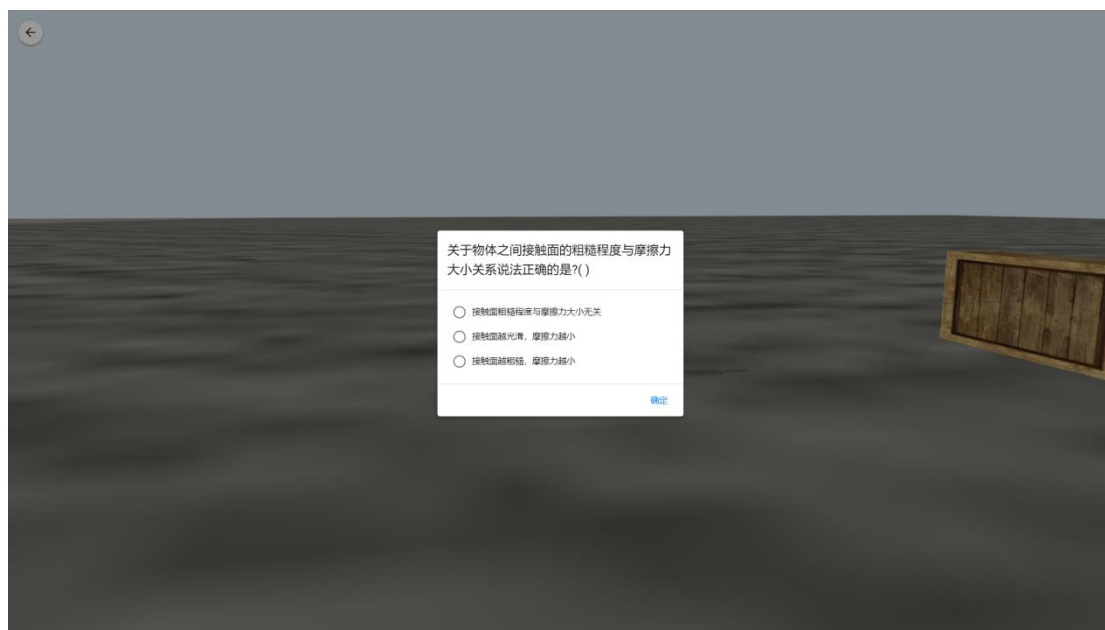 关于物体之间接触面的粗糙程度与摩擦力
大小关系说法正确的是?( )
接触面粗糙程度与摩擦力大小无关
接触面越光滑，摩擦力越小
接触面越粗糙，摩擦力越小
确定